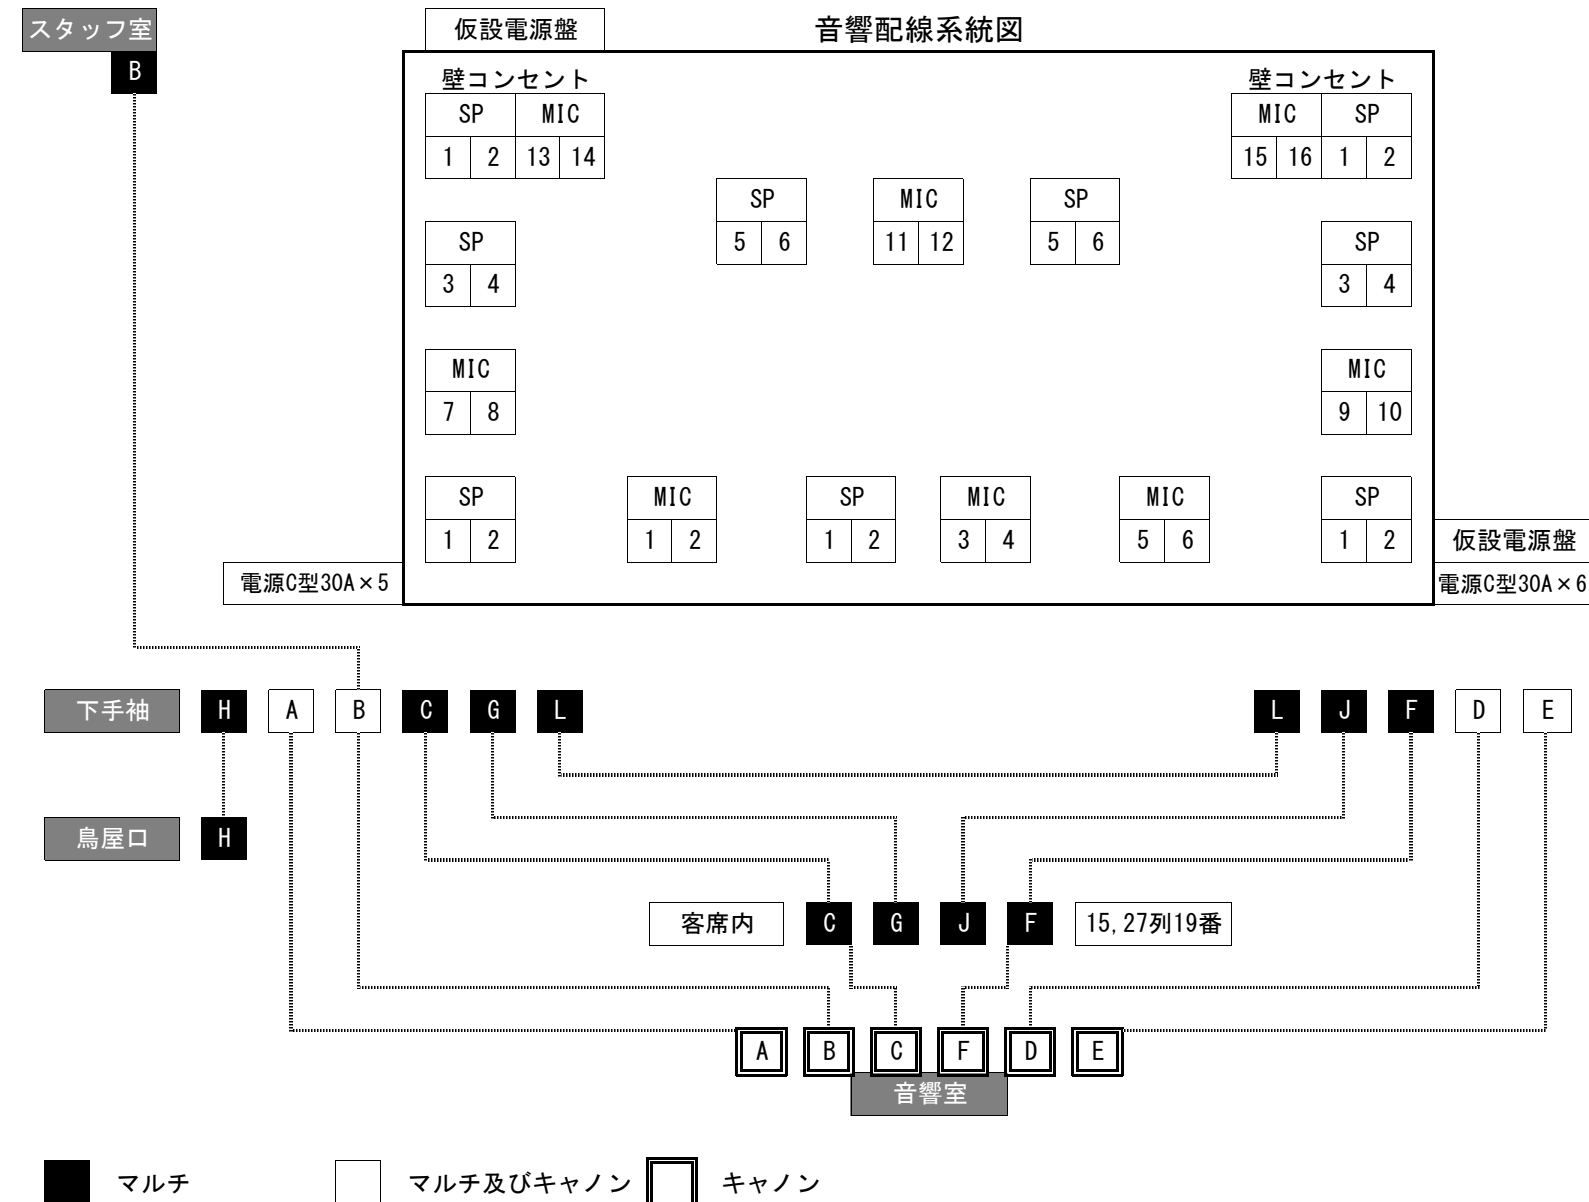 スタッフ室 仮設電源盤 音響配線系統図
B 壁コンセント 壁コンセント
SP MIC MIC SP
1 2 13 14 15 16 1 2
SP MIC SP
SP 5 6 11 12 5 6 SP
3 4 3 4
MIC MIC
7 8 9 10
SP MIC SP MIC MIC SP
1 2 1 2 1 2 3 4 5 6 1 2 仮設電源盤
電源C型30A×5 電源C型30A×6
下手袖 H A B C G L L J F D E
鳥屋口 H
客席内 C G J F 15,27列19番
A B C F D E
音響室
マルチ マルチ及びキャノン キャノン